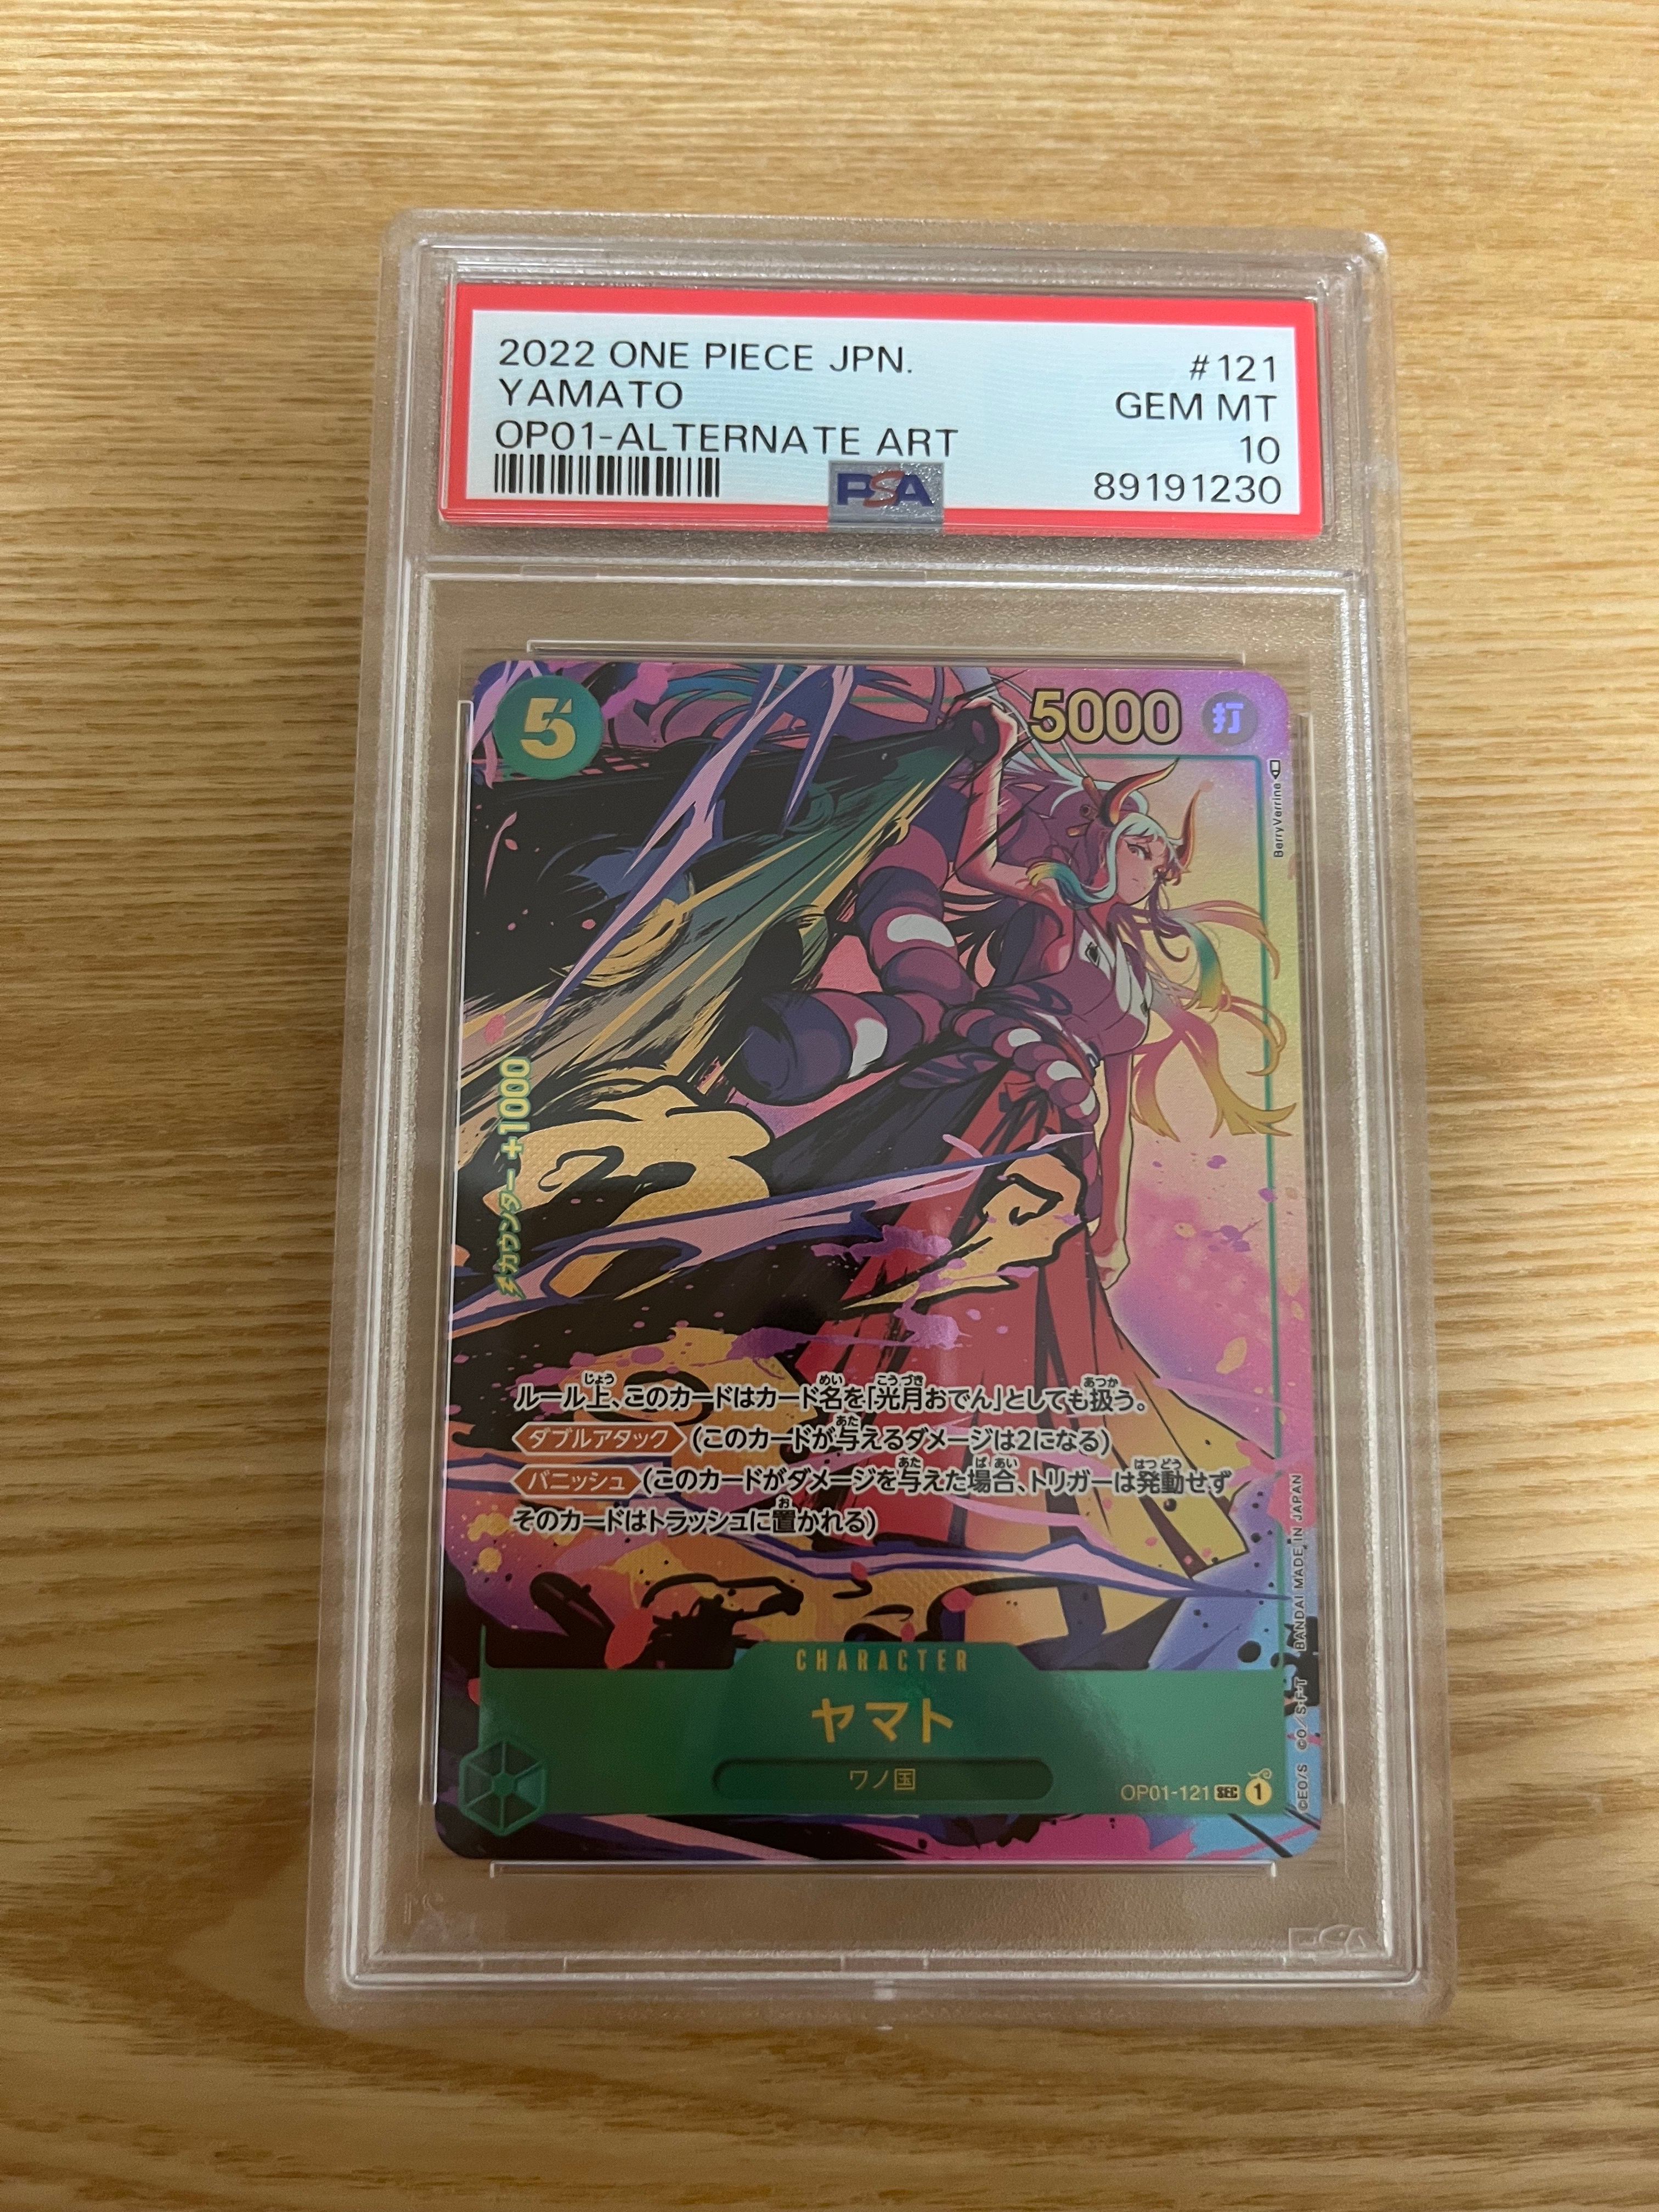 2022 ONE PIECE JPN. #121
YAMATO GEM MT
OP01-ALTERNATE ART 10
PSA 89191230
5
5000 打
BerryVerrine
カウンター+1000
ルール上、このカードはカード名を「光月おでん」としても扱う。
ダブルアタック (このカードが与えるダメージは2になる)
バニッシュ (このカードがダメージを与えた場合、トリガーは発動せず
そのカードはトラッシュに置かれる)
CHARACTER
ヤマト
ワノ国
OP01-121 SEC 1
©EO/S ©O/S·F·T BANDAI MADE IN JAPAN
PSA